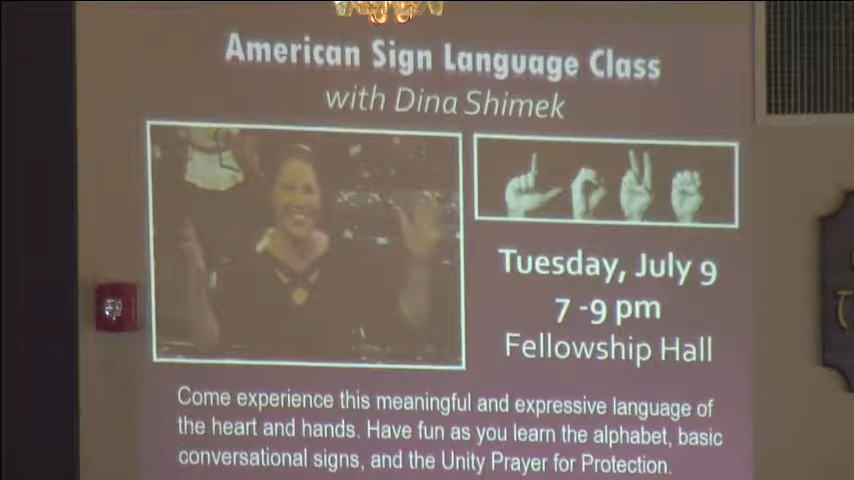 American Sign Language Class
with Dina Shimek
Tuesday, July 9
7 -9 pm
Fellowship Hall
Come experience this meaningful and expressive language of
the heart and hands. Have fun as you learn the alphabet, basic
conversational signs, and the Unity Prayer for Protection.